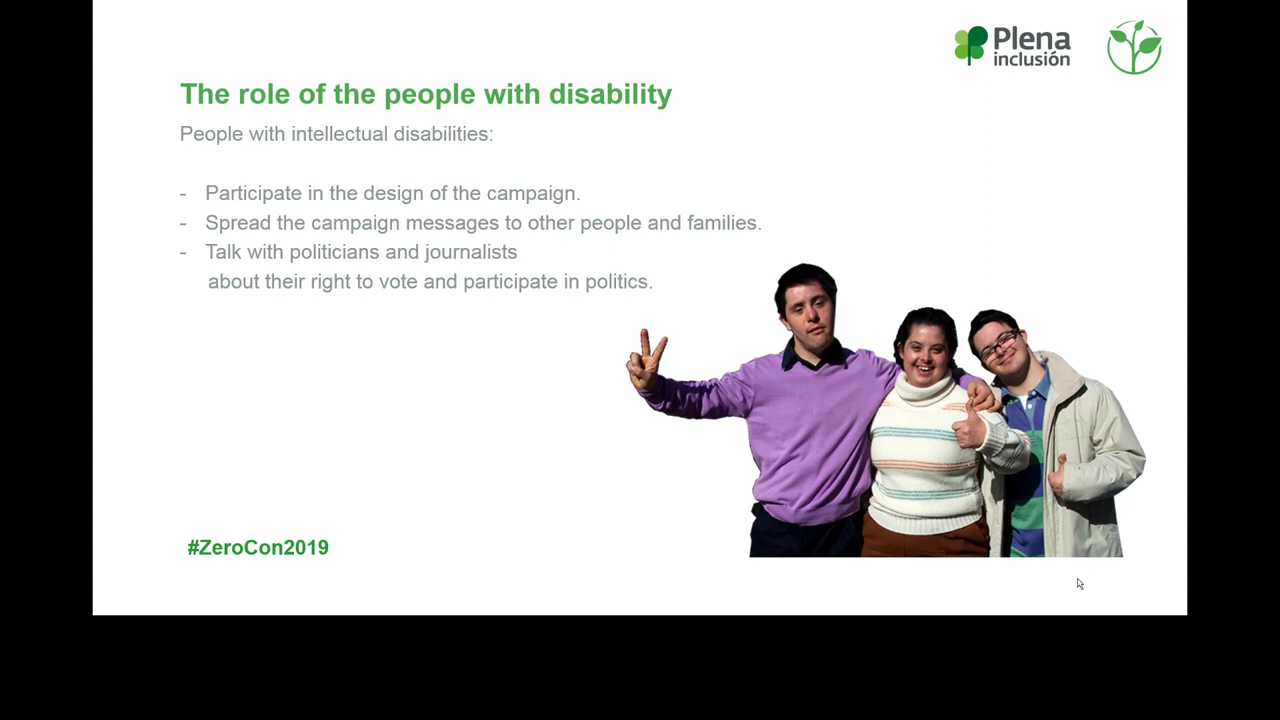 Plena
inclusión
The role of the people with disability
People with intellectual disabilities:
- Participate in the design of the campaign.
- Spread the campaign messages to other people and families.
- Talk with politicians and journalists
about their right to vote and participate in politics.
#ZeroCon2019